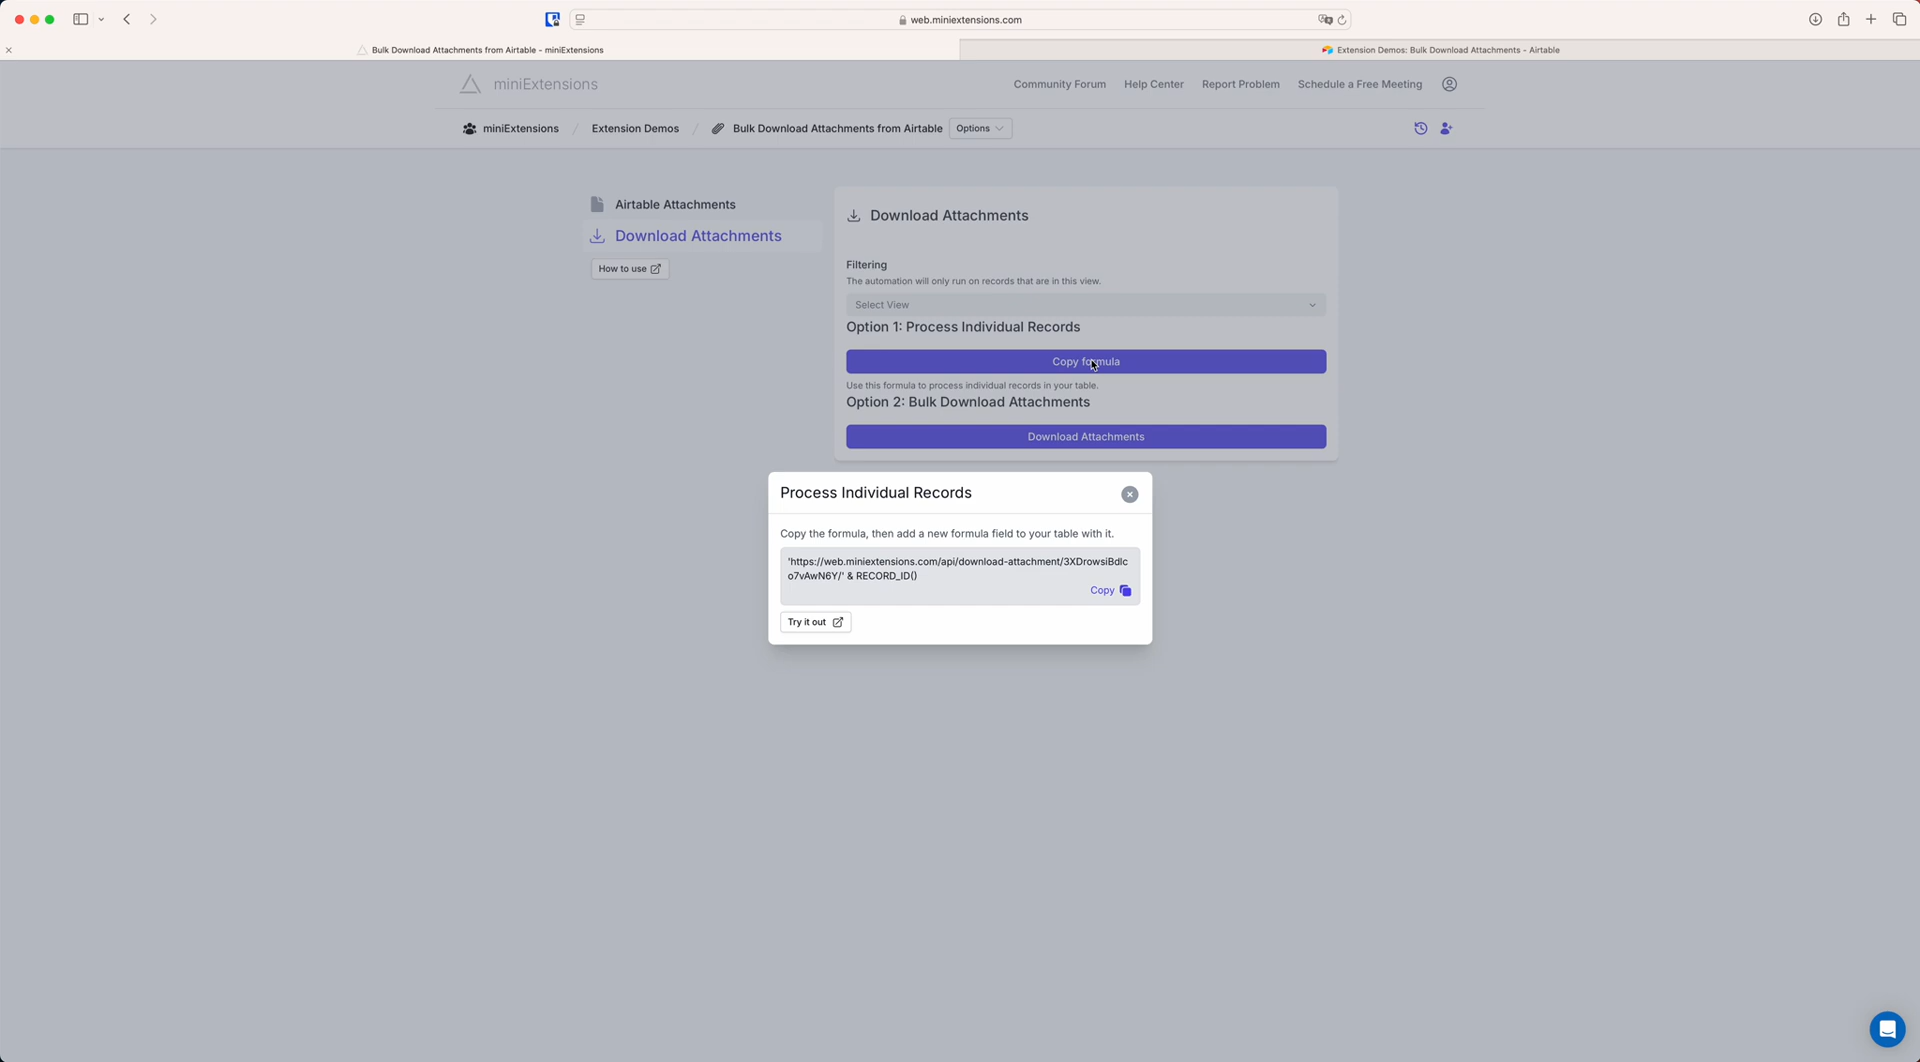 web.miniextensions.com
Bulk Download Attachments from Airtable - miniExtensions
Extension Demos: Bulk Download Attachments - Airtable
miniExtensions
Community Forum
Help Center
Report Problem
Schedule a Free Meeting
miniExtensions / Extension Demos / Bulk Download Attachments from Airtable
Options
Airtable Attachments
Download Attachments
How to use
Download Attachments
Filtering
The automation will only run on records that are in this view.
Select View
Option 1: Process Individual Records
Copy formula
Use this formula to process individual records in your table.
Option 2: Bulk Download Attachments
Download Attachments
Process Individual Records
Copy the formula, then add a new formula field to your table with it.
'https://web.miniextensions.com/api/download-attachment/3XDrowsiBdlc
o7vAwN6Y/' & RECORD_ID()
Copy
Try it out